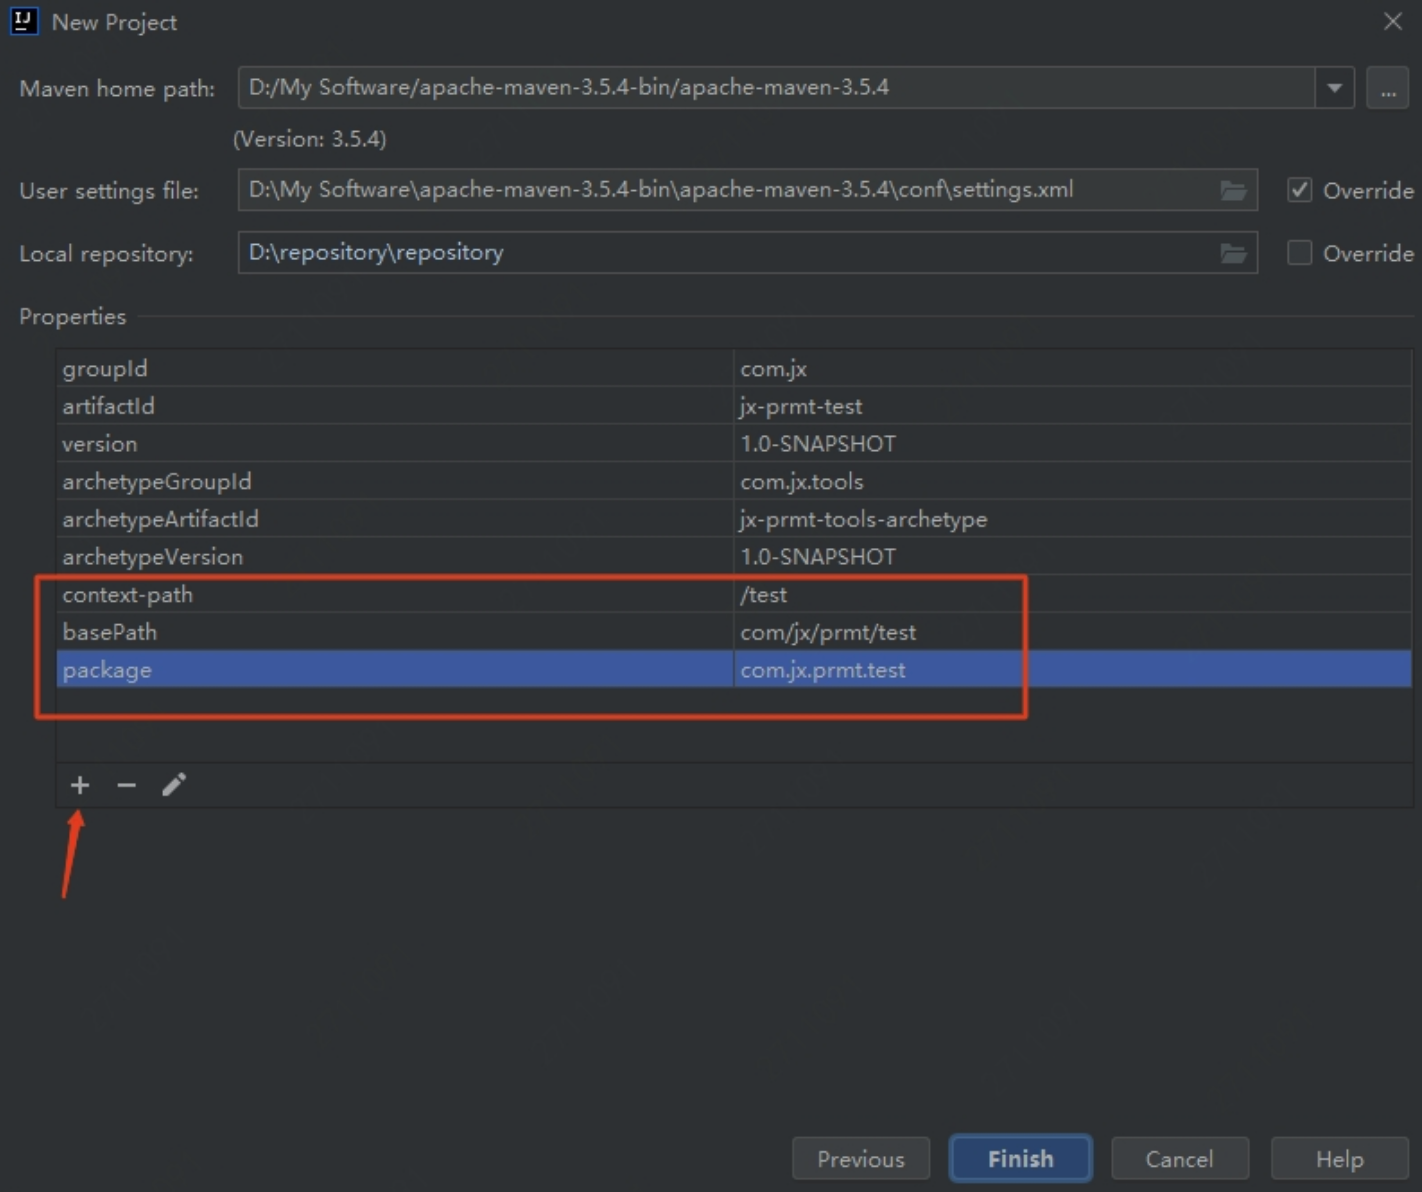 IJ New Project
Maven home path: D:/My Software/apache-maven-3.5.4-bin/apache-maven-3.5.4 ...
(Version: 3.5.4)
User settings file: D:\My Software\apache-maven-3.5.4-bin\apache-maven-3.5.4\conf\settings.xml Override
Local repository: D:\repository\repository Override
Properties
groupId com.jx
artifactId jx-prmt-test
version 1.0-SNAPSHOT
archetypeGroupId com.jx.tools
archetypeArtifactId jx-prmt-tools-archetype
archetypeVersion 1.0-SNAPSHOT
context-path /test
basePath com/jx/prmt/test
package com.jx.prmt.test
Previous Finish Cancel Help